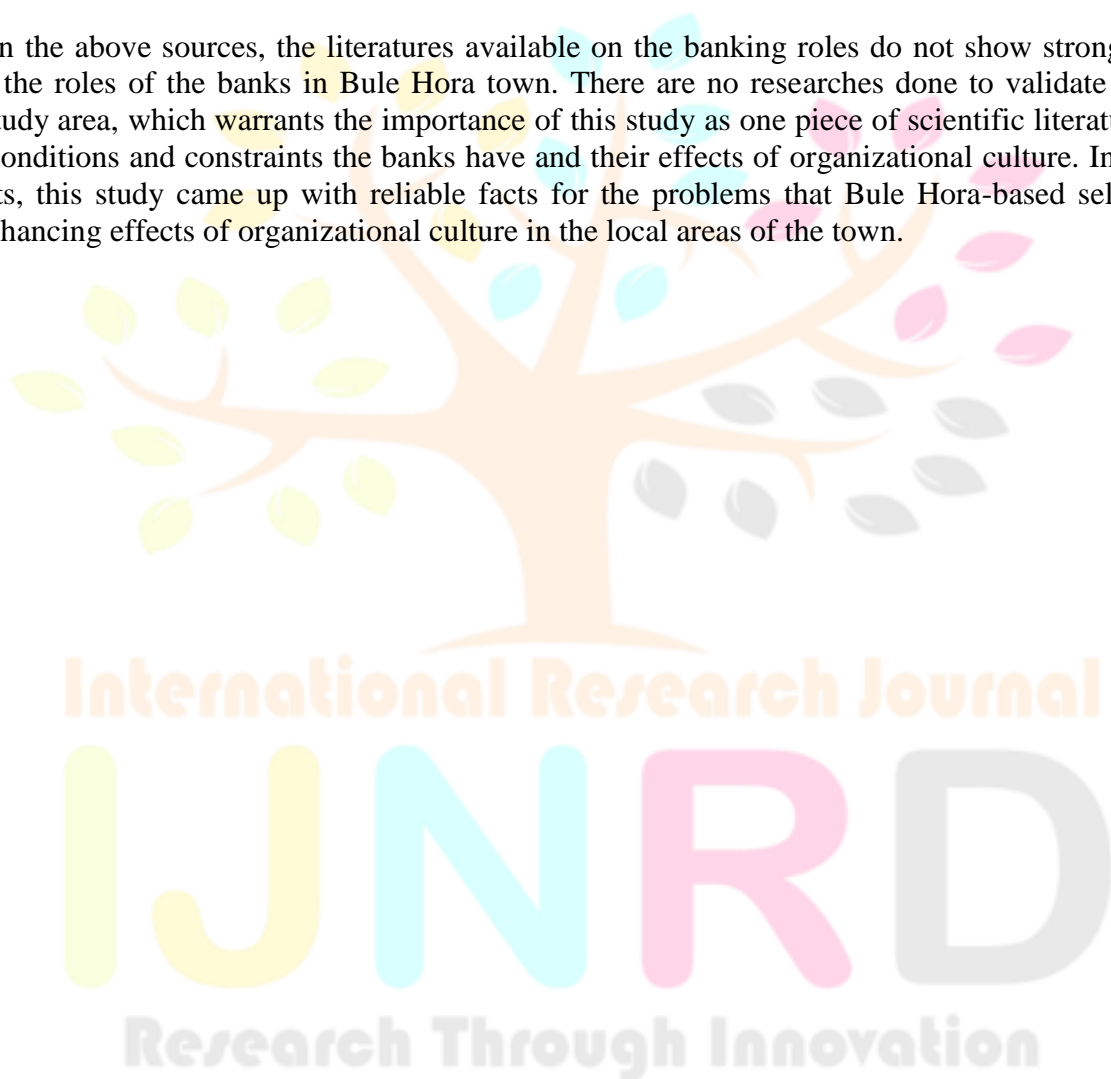 n the above sources, the literatures available on the banking roles do not show strong
the roles of the banks in Bule Hora town. There are no researches done to validate
tudy area, which warrants the importance of this study as one piece of scientific literatu
onditions and constraints the banks have and their effects of organizational culture. In
ts, this study came up with reliable facts for the problems that Bule Hora-based sel
hancing effects of organizational culture in the local areas of the town.
International Research Journal
IJNRD
Research Through Innovation